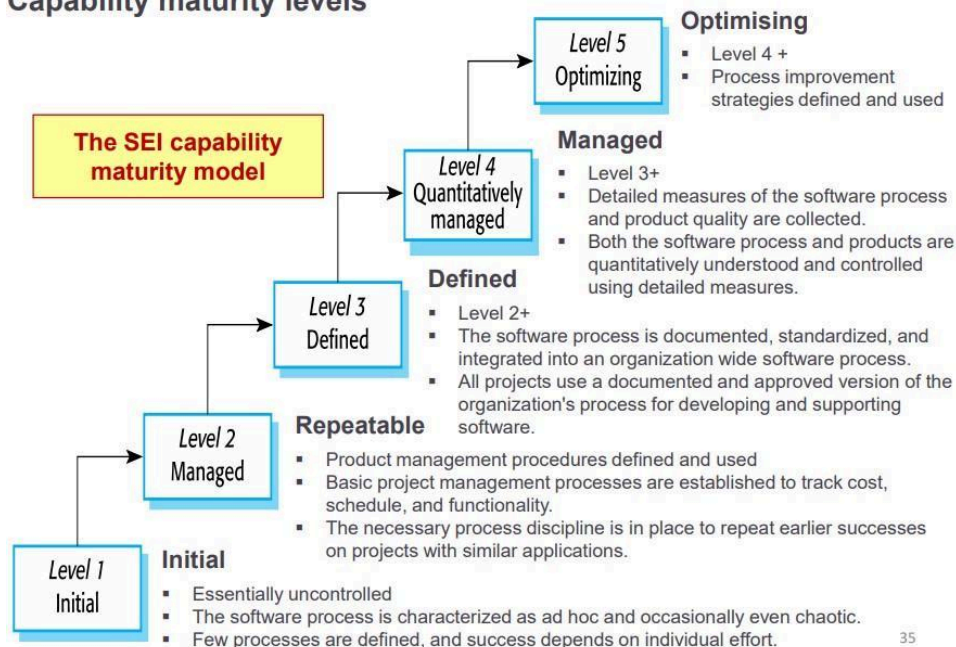 Capability maturity levels
Optimising
Level 5
Optimizing
▪ Level 4 +
▪ Process improvement
strategies defined and used
The SEI capability
maturity model
Managed
Level 4
Quantitatively
managed
▪ Level 3+
▪ Detailed measures of the software process
and product quality are collected.
▪ Both the software process and products are
quantitatively understood and controlled
using detailed measures.
Defined
Level 3
Defined
▪ Level 2+
▪ The software process is documented, standardized, and
integrated into an organization wide software process.
▪ All projects use a documented and approved version of the
organization's process for developing and supporting
software.
Repeatable
Level 2
Managed
▪ Product management procedures defined and used
▪ Basic project management processes are established to track cost,
schedule, and functionality.
▪ The necessary process discipline is in place to repeat earlier successes
on projects with similar applications.
Initial
Level 1
Initial
▪ Essentially uncontrolled
▪ The software process is characterized as ad hoc and occasionally even chaotic.
▪ Few processes are defined, and success depends on individual effort.
35